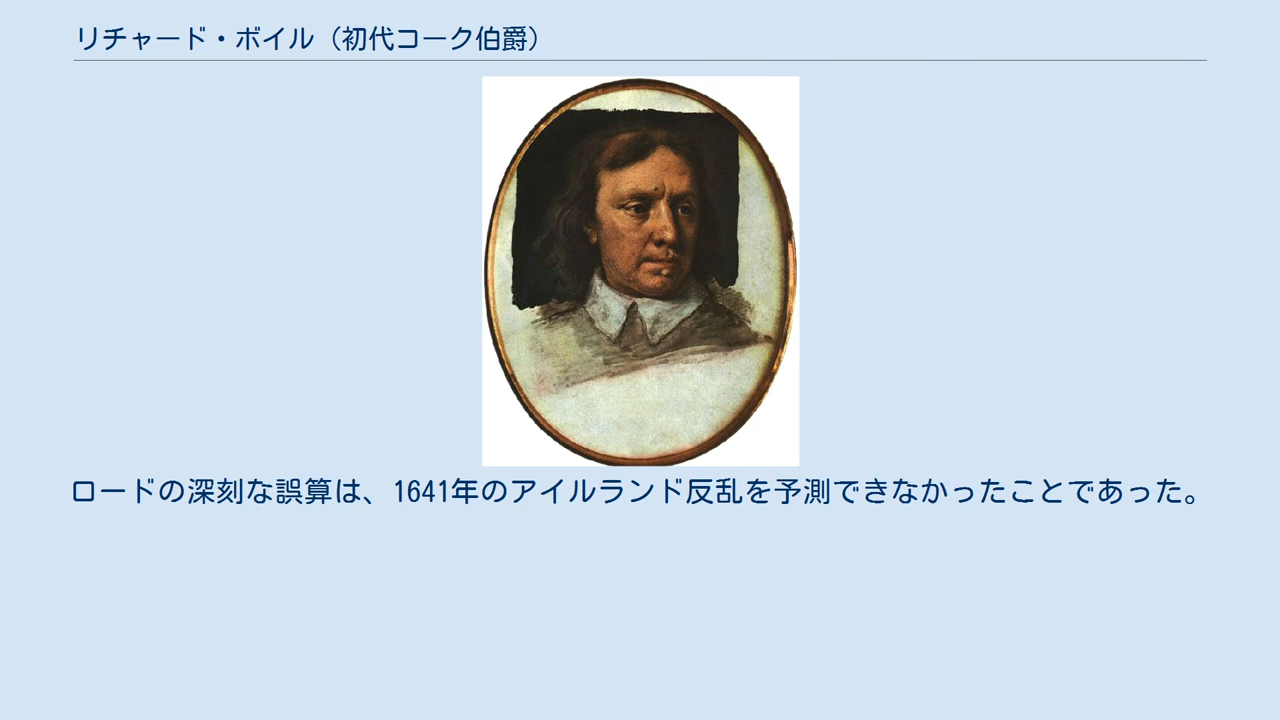 リチャード・ボイル（初代コーク伯爵）
ロードの深刻な誤算は、1641年のアイルランド反乱を予測できなかったことであった。